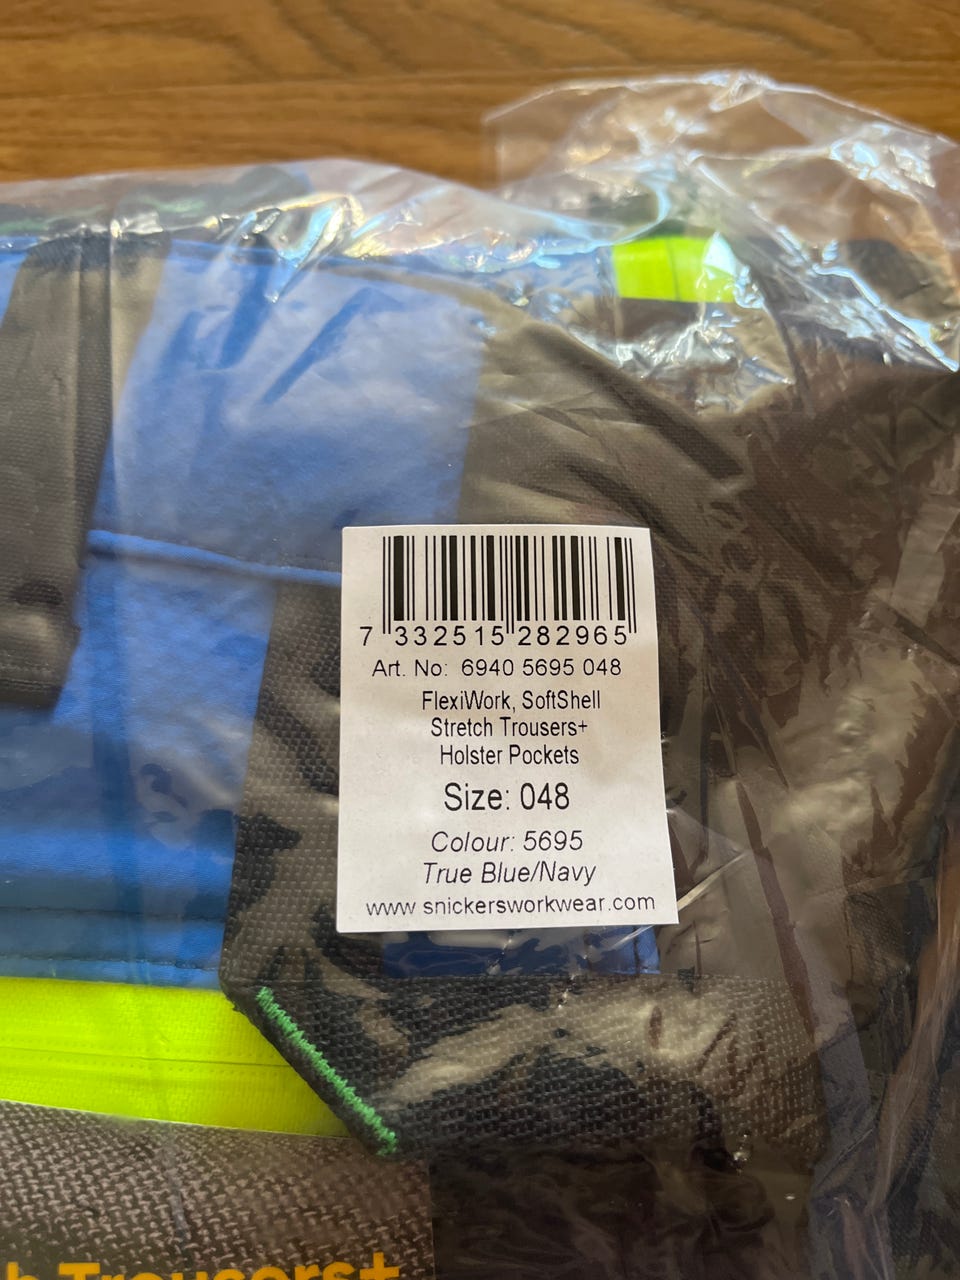 7 332515 282965
Art. No: 6940 5695 048
FlexiWork, SoftShell
Stretch Trousers+
Holster Pockets
Size: 048
Colour: 5695
True Blue/Navy
www.snickersworkwear.com
h Trousers+